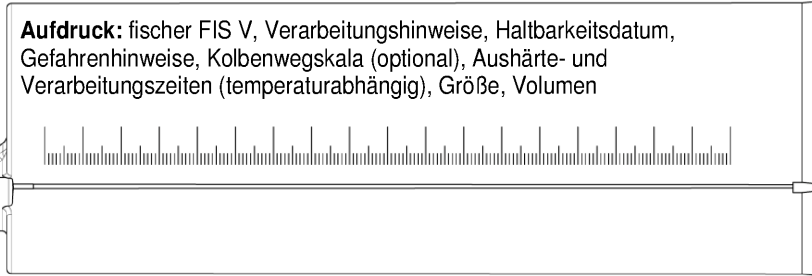 Aufdruck: fischer FIS V, Verarbeitungshinweise, Haltbarkeitsdatum,
Gefahrenhinweise, Kolbenwegskala (optional), Aushärte- und
Verarbeitungszeiten (temperaturabhängig), Größe, Volumen